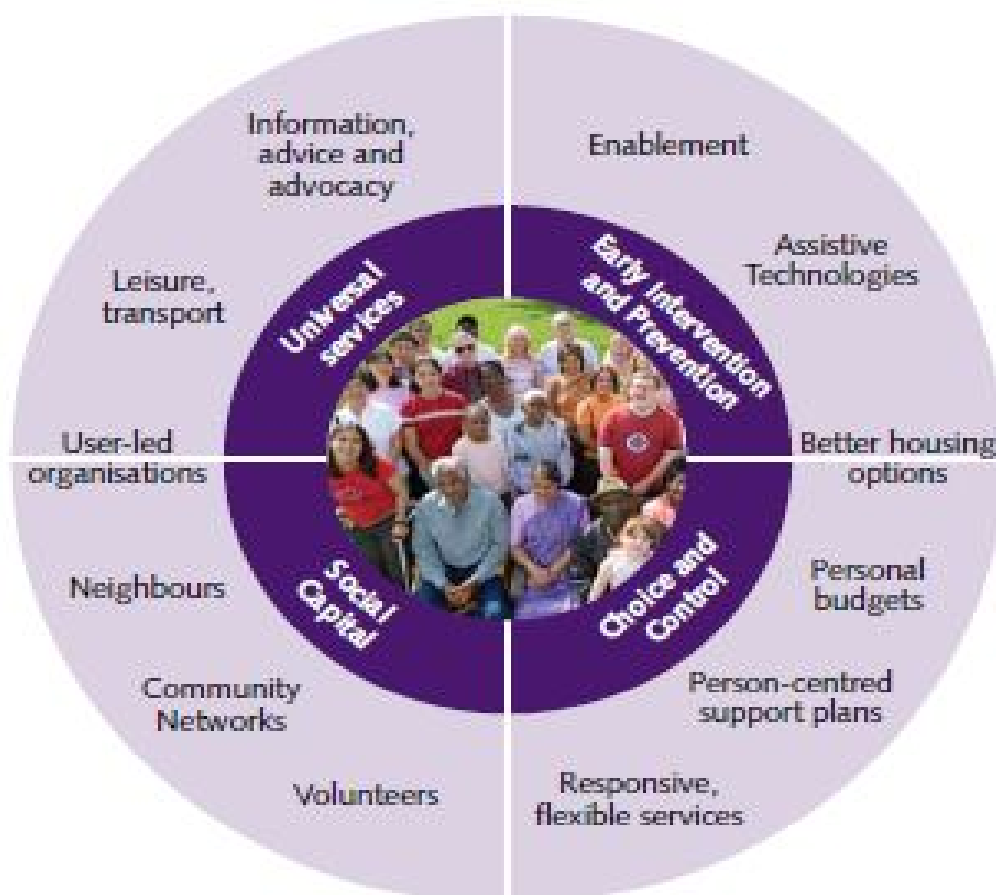 Information,
advice and
advocacy
Leisure,
transport
User-led
organisations
Neighbours
Community
Networks
Volunteers
Enablement
Assistive
Technologies
Better housing
options
Personal
budgets
Person-centred
support plans
Responsive,
flexible services
Universal
services
Early Intervention
and Prevention
Social
Capital
Choice and
Control